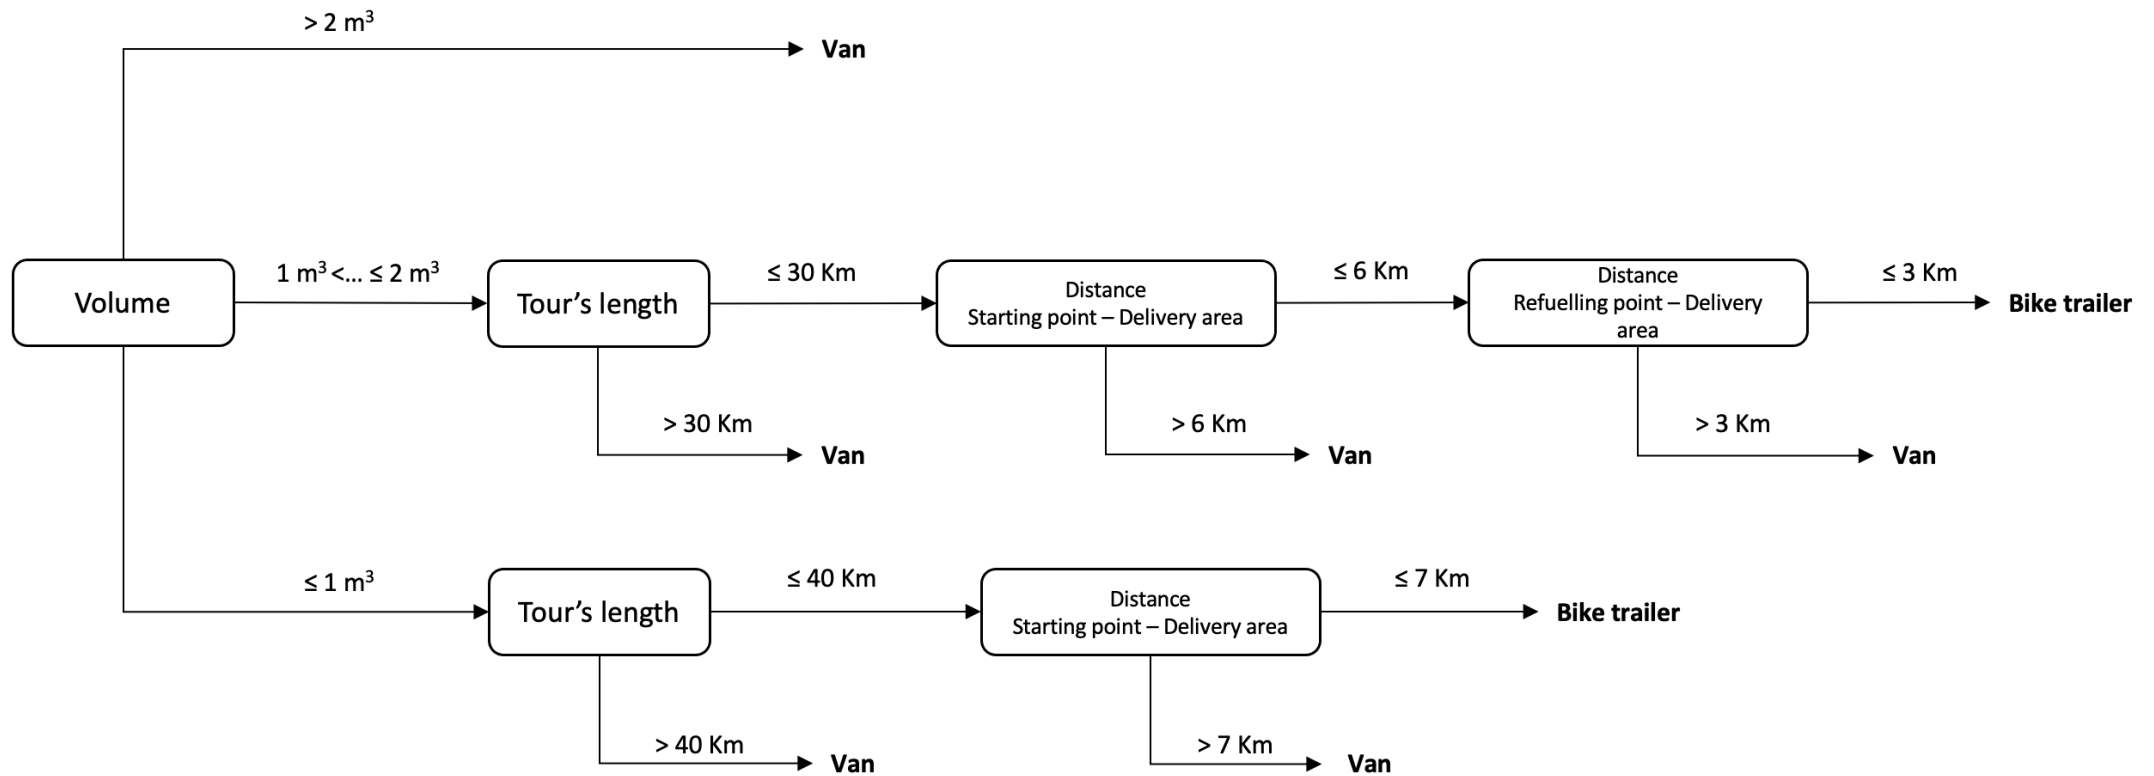 > 2 m³
Van
Volume
1 m³ <... ≤ 2 m³
Tour’s length
≤ 30 Km
Distance
Starting point – Delivery area
≤ 6 Km
Distance
Refuelling point – Delivery
area
≤ 3 Km
Bike trailer
> 30 Km
Van
> 6 Km
Van
> 3 Km
Van
≤ 1 m³
Tour’s length
≤ 40 Km
Distance
Starting point – Delivery area
≤ 7 Km
Bike trailer
> 40 Km
Van
> 7 Km
Van